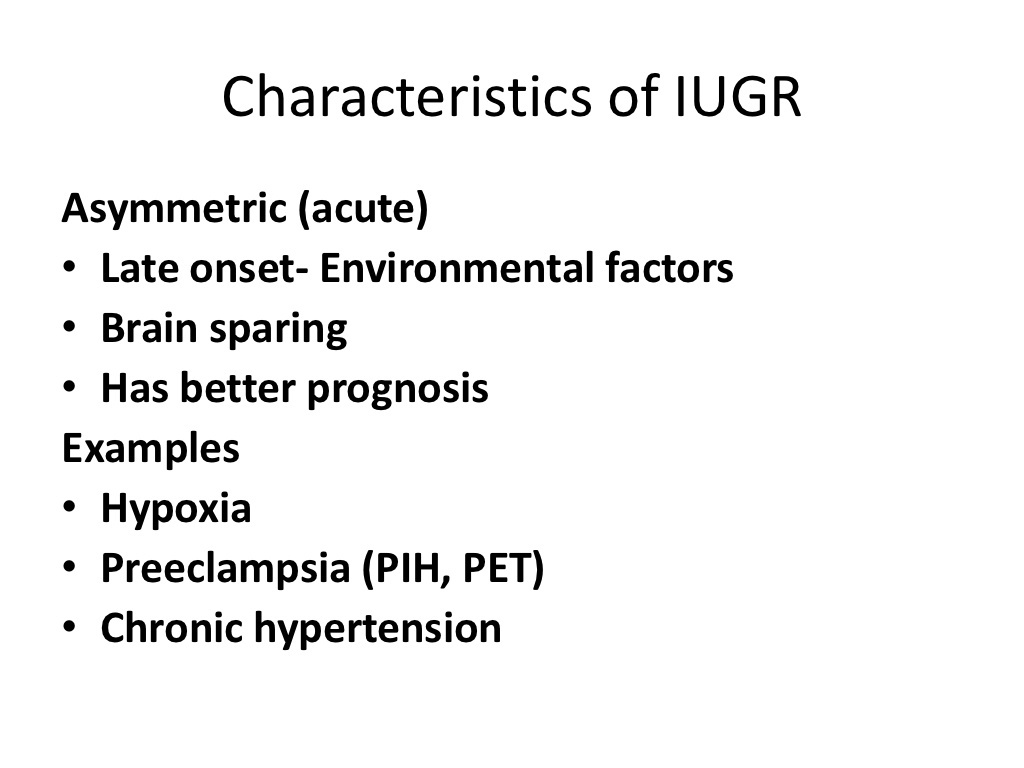 Characteristics of IUGR
Asymmetric (acute)
• Late onset- Environmental factors
• Brain sparing
• Has better prognosis
Examples
• Hypoxia
• Preeclampsia (PIH, PET)
• Chronic hypertension